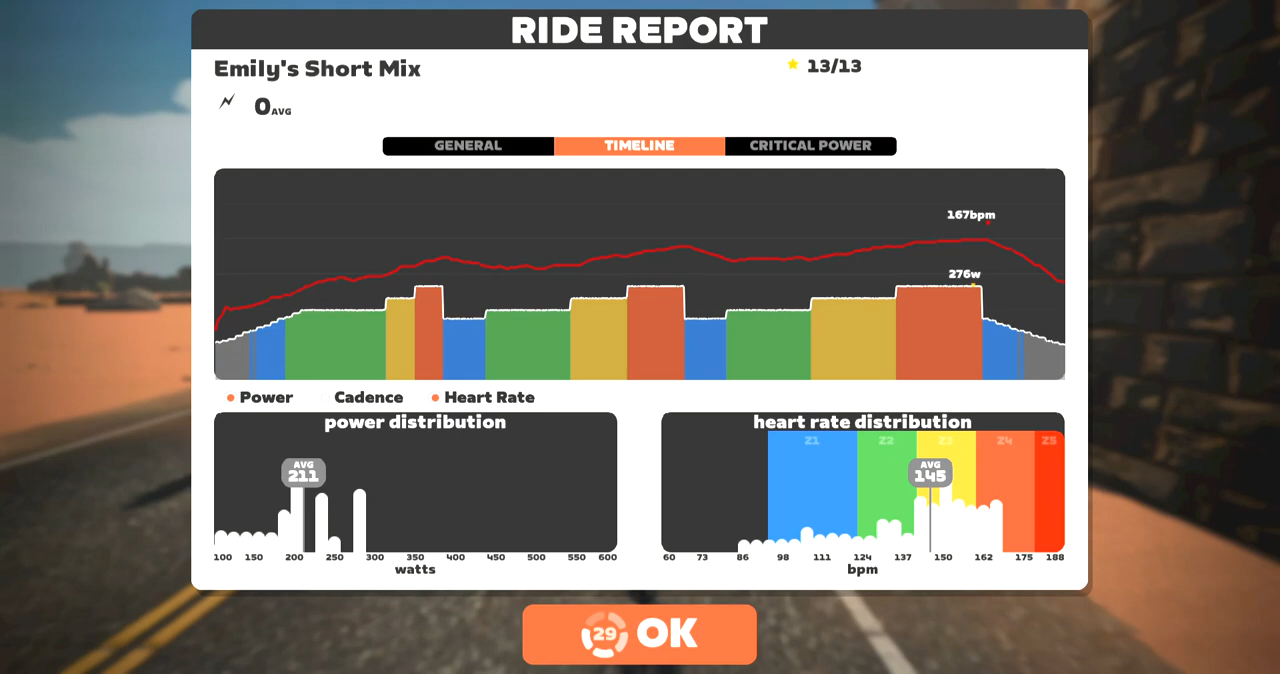 RIDE REPORT
Emily's Short Mix
13/13
0AVG
GENERAL TIMELINE CRITICAL POWER
167bpm
276w
Power Cadence Heart Rate
power distribution
AVG
211
100 150 200 250 300 350 400 450 500 550 600
watts
heart rate distribution
Z1 Z2 Z3 Z4 Z5
AVG
145
60 73 86 98 111 124 137 150 162 175 188
bpm
29 OK